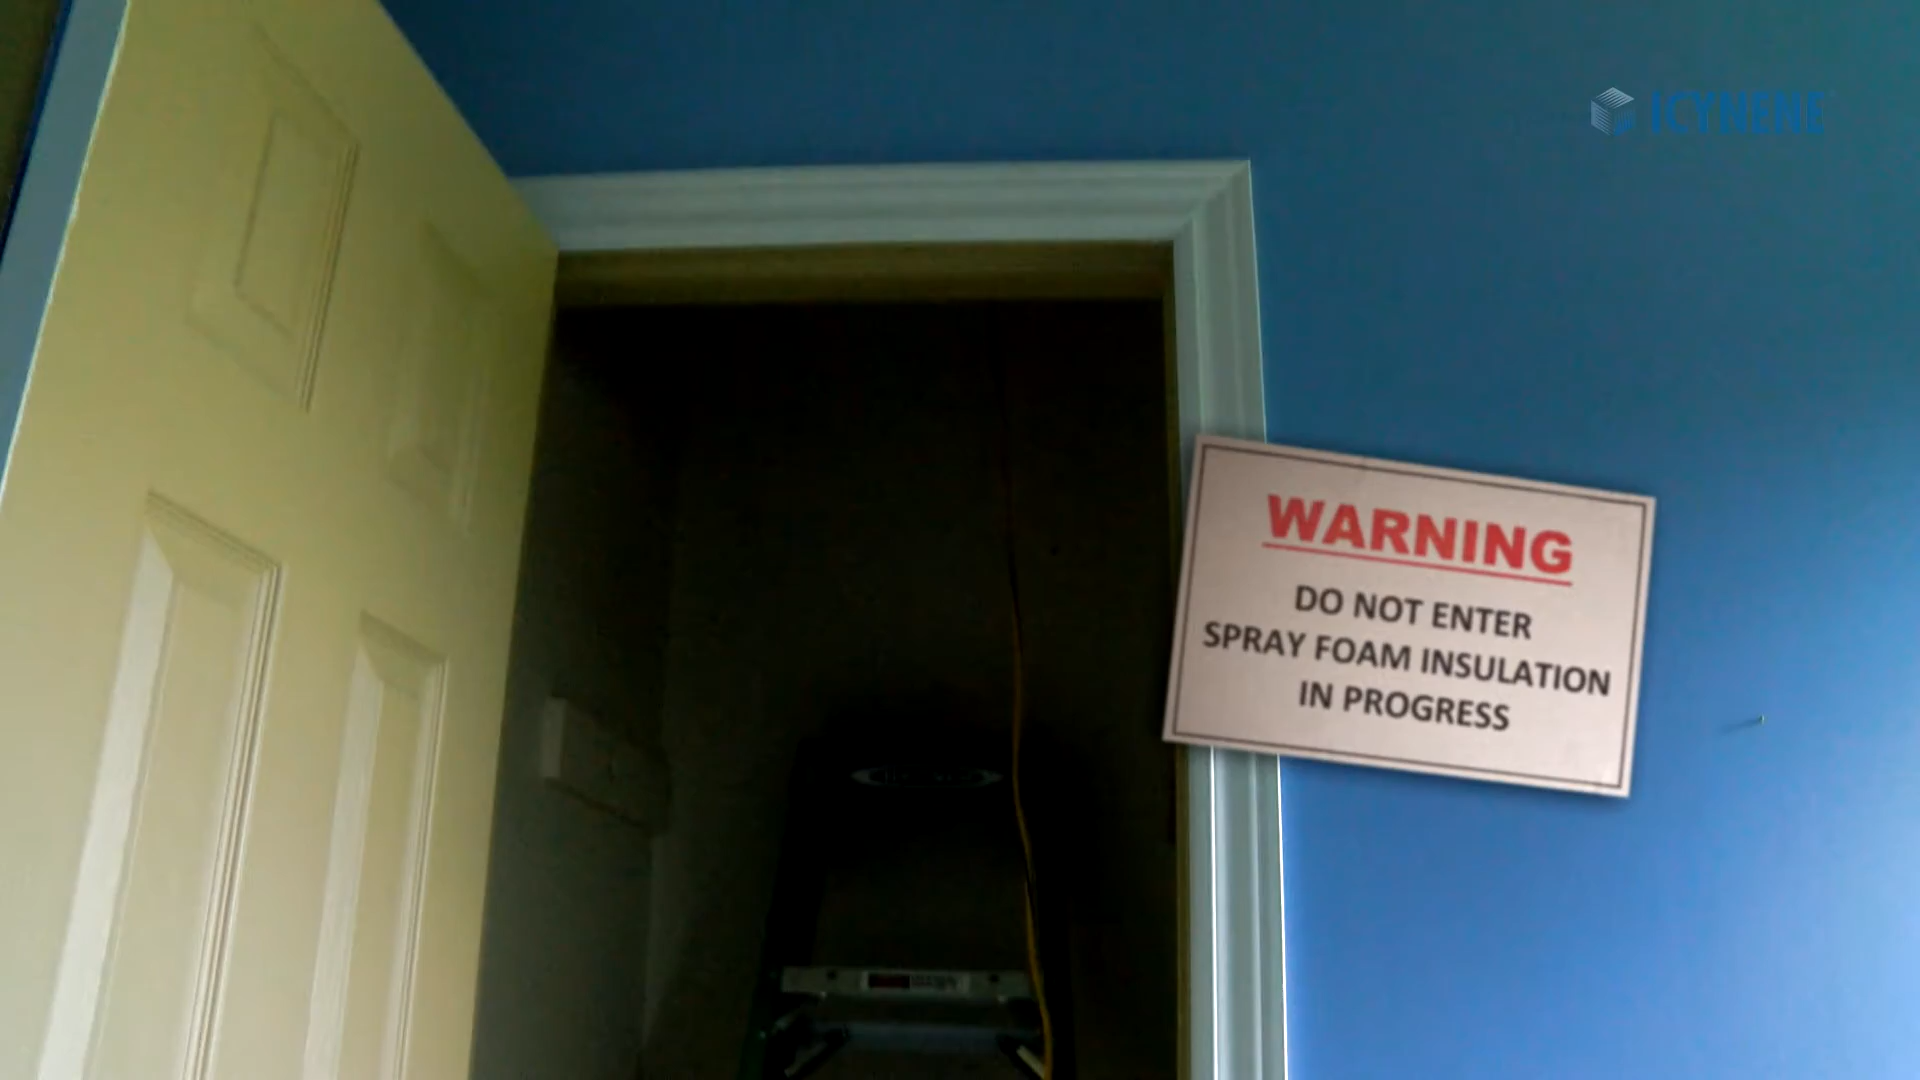 ICYNENE
WARNING
DO NOT ENTER
SPRAY FOAM INSULATION
IN PROGRESS